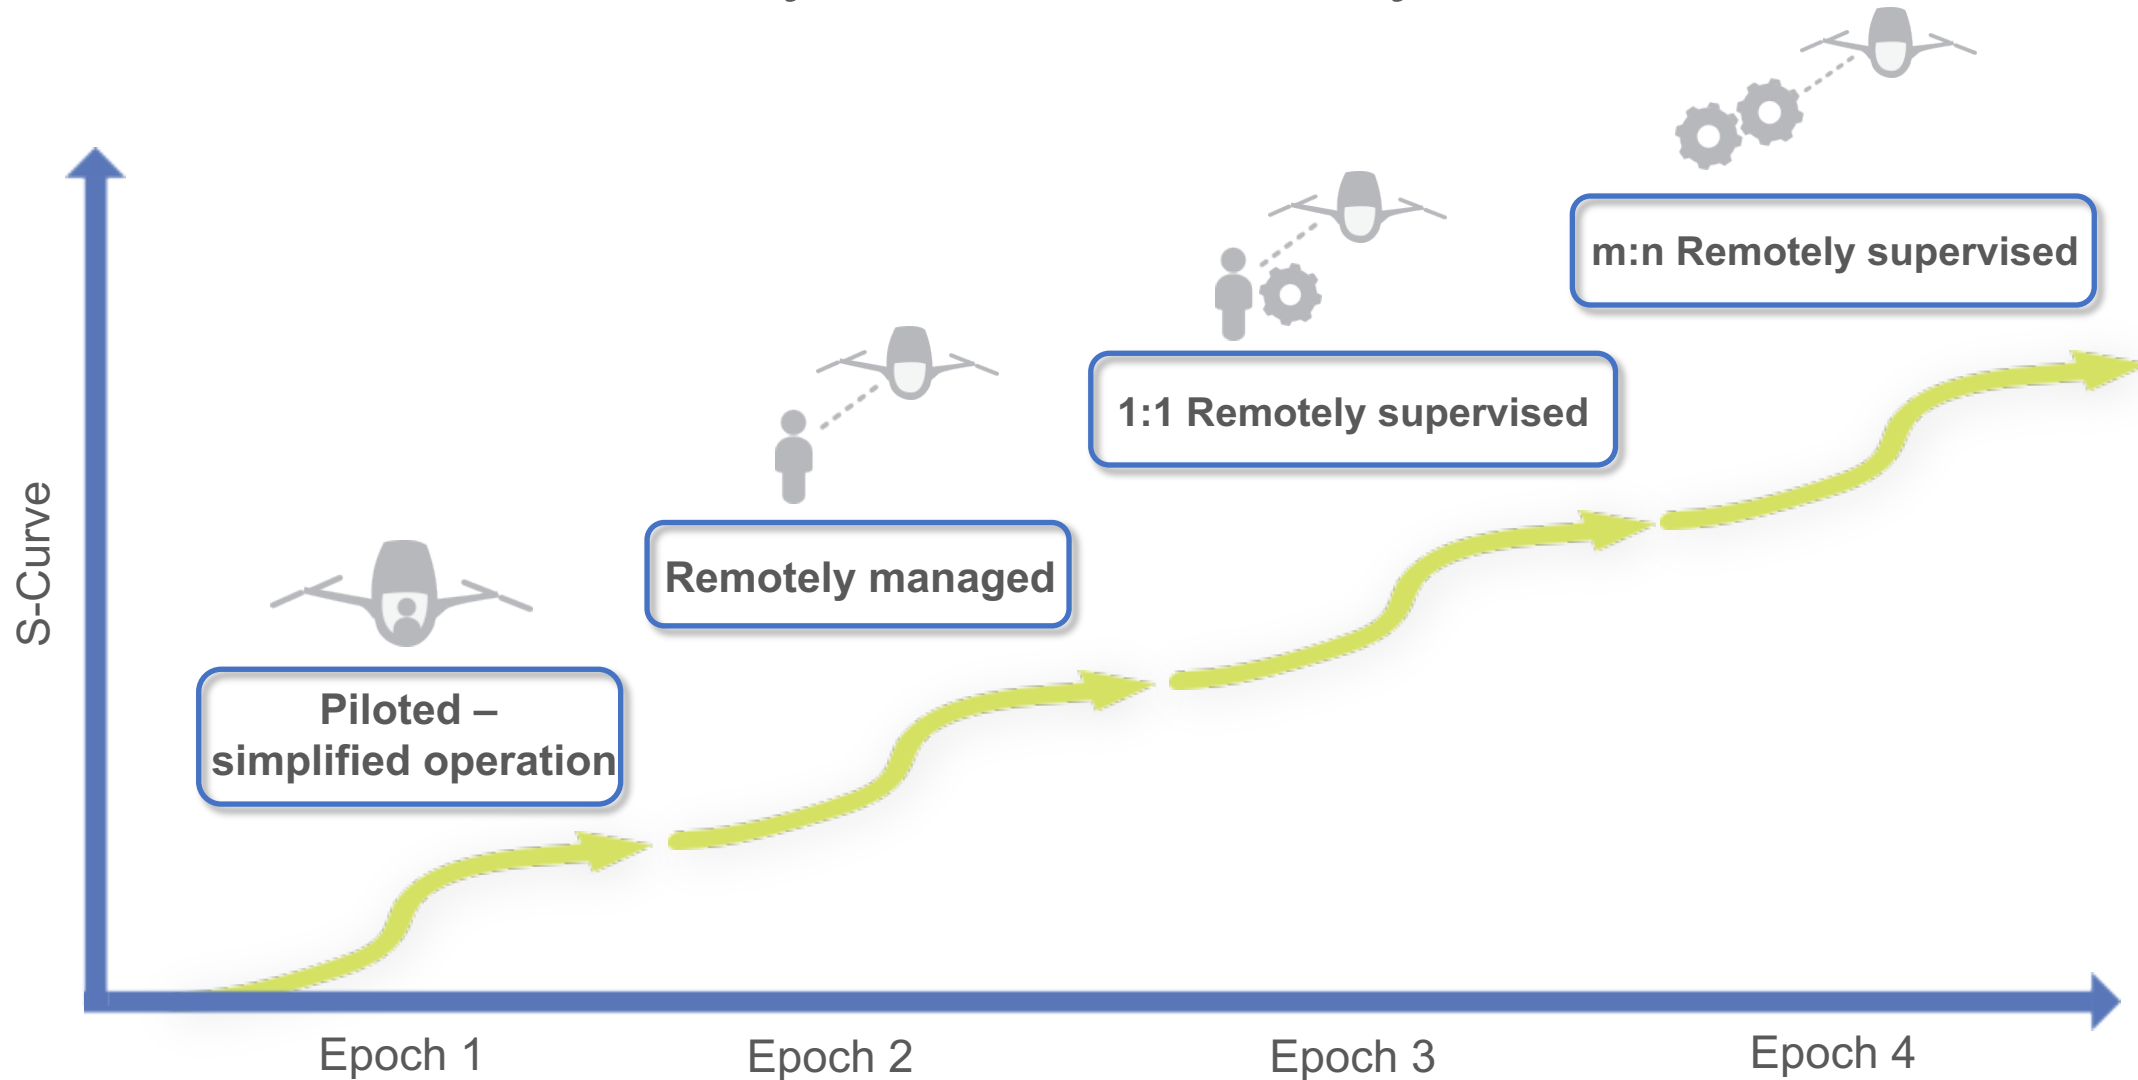 m:n Remotely supervised
1:1 Remotely supervised
Remotely managed
Piloted –
simplified operation
S-Curve
Epoch 1
Epoch 2
Epoch 3
Epoch 4